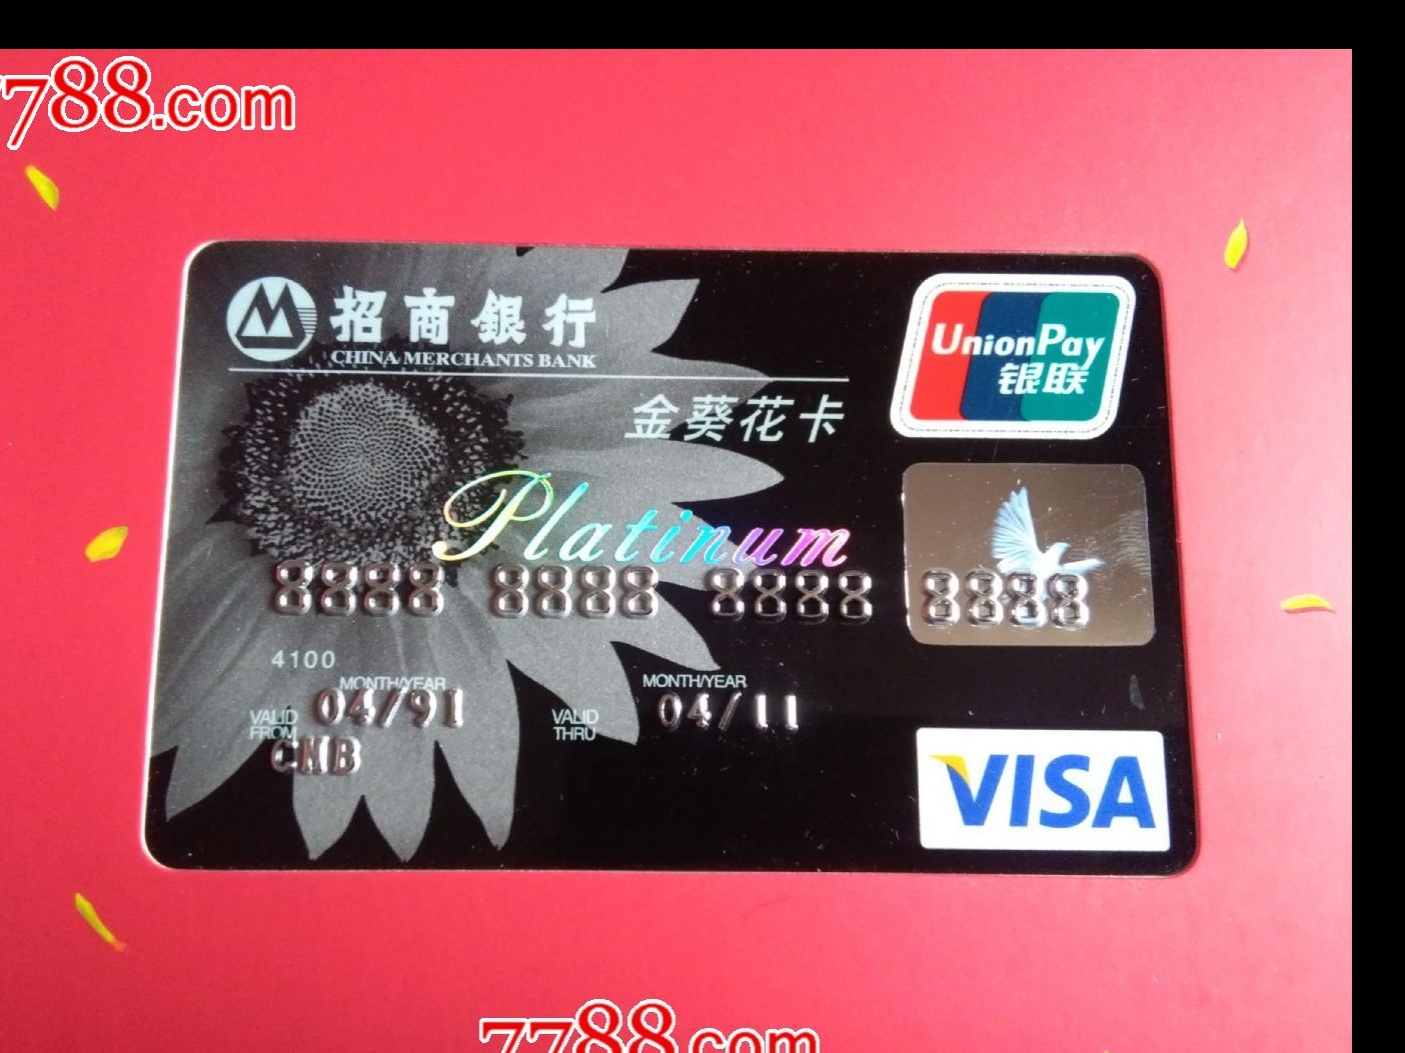 7788.com
招商銀行
CHINA MERCHANTS BANK
UnionPay
银联
金葵花卡
Platinum
8888 8888 8888 8888
4100
MONTH/YEAR MONTH/YEAR
VALID FROM 04/91 VALID THRU 04/11
CMB
VISA
7788.com